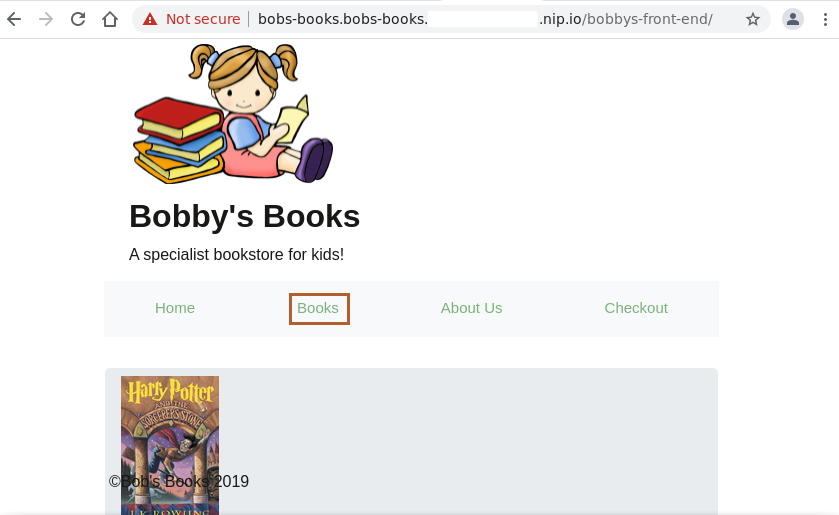 Not secure
bobs-books.bobs-books. .nip.io/bobbys-front-end/
Bobby's Books
A specialist bookstore for kids!
Home Books About Us Checkout
Harry Potter
AND THE
SORCERER'S STONE
©Bob's Books 2019
J.K. ROWLING